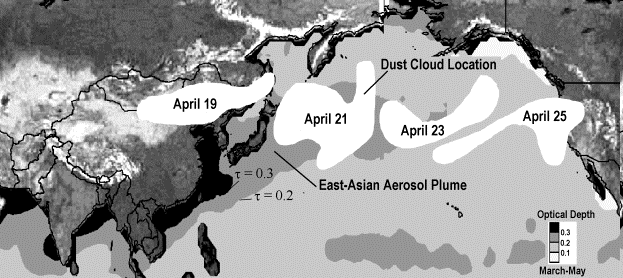 Dust Cloud Location
April 19
April 21
April 23
April 25
τ = 0.3
East-Asian Aerosol Plume
τ = 0.2
Optical Depth
0.3
0.2
0.1
March-May